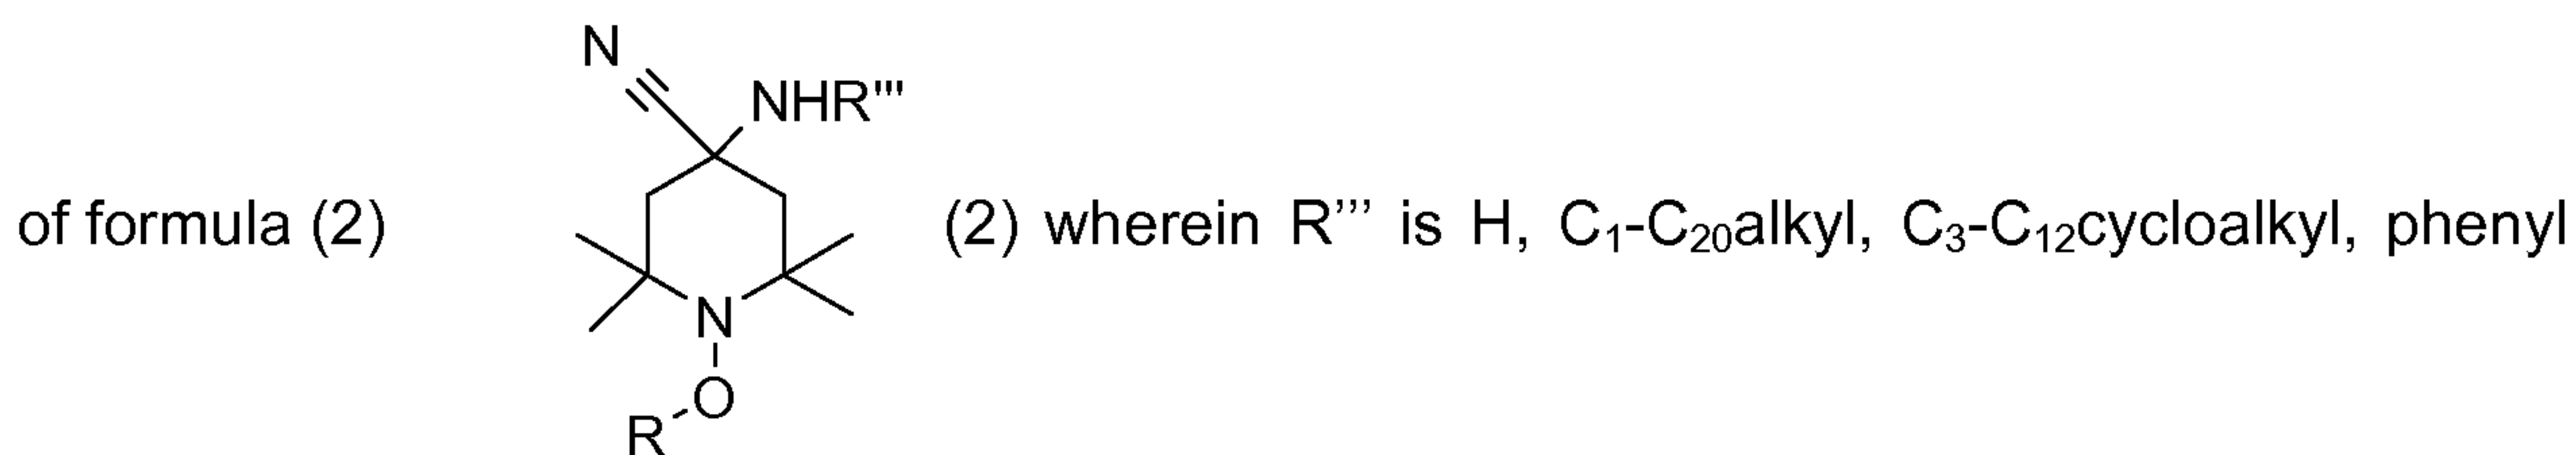 N
NHR'''
of formula (2) (2) wherein R''' is H, C₁-C₂₀alkyl, C₃-C₁₂cycloalkyl, phenyl
N
O
R